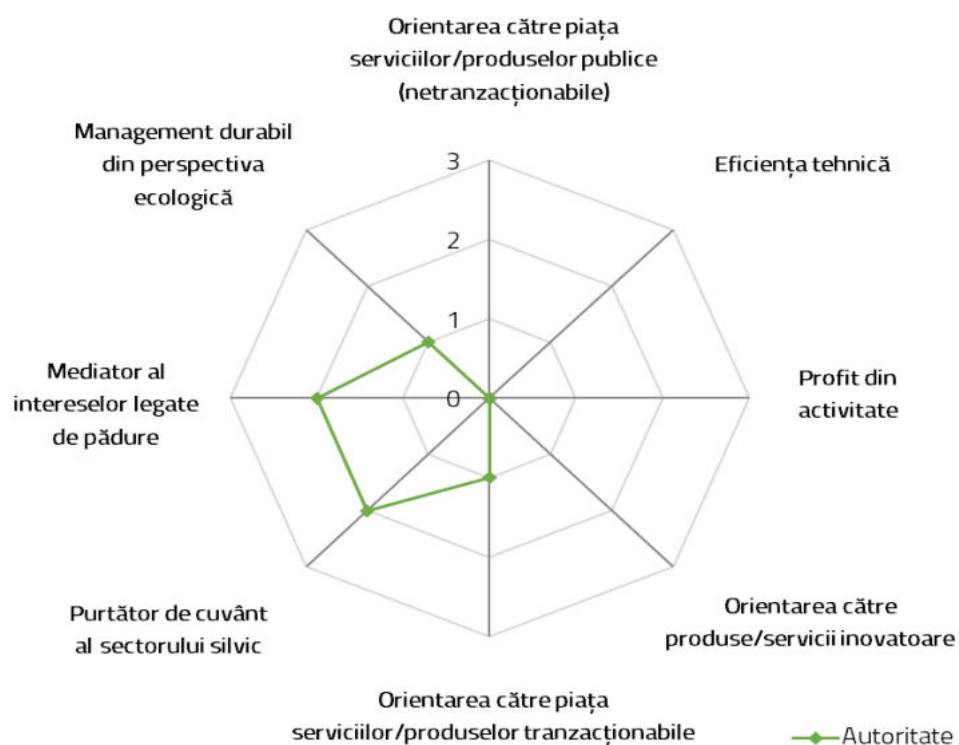 Orientarea către piața
serviciilor/produselor publice
(netranzacționabile)
Management durabil
din perspectiva
ecologică
Eficiența tehnică
3
2
1
0
Mediator al
intereselor legate
de pădure
Profit din
activitate
Purtător de cuvânt
al sectorului silvic
Orientarea către
produse/servicii inovatoare
Orientarea către piața
serviciilor/produselor tranzacționabile
Autoritate